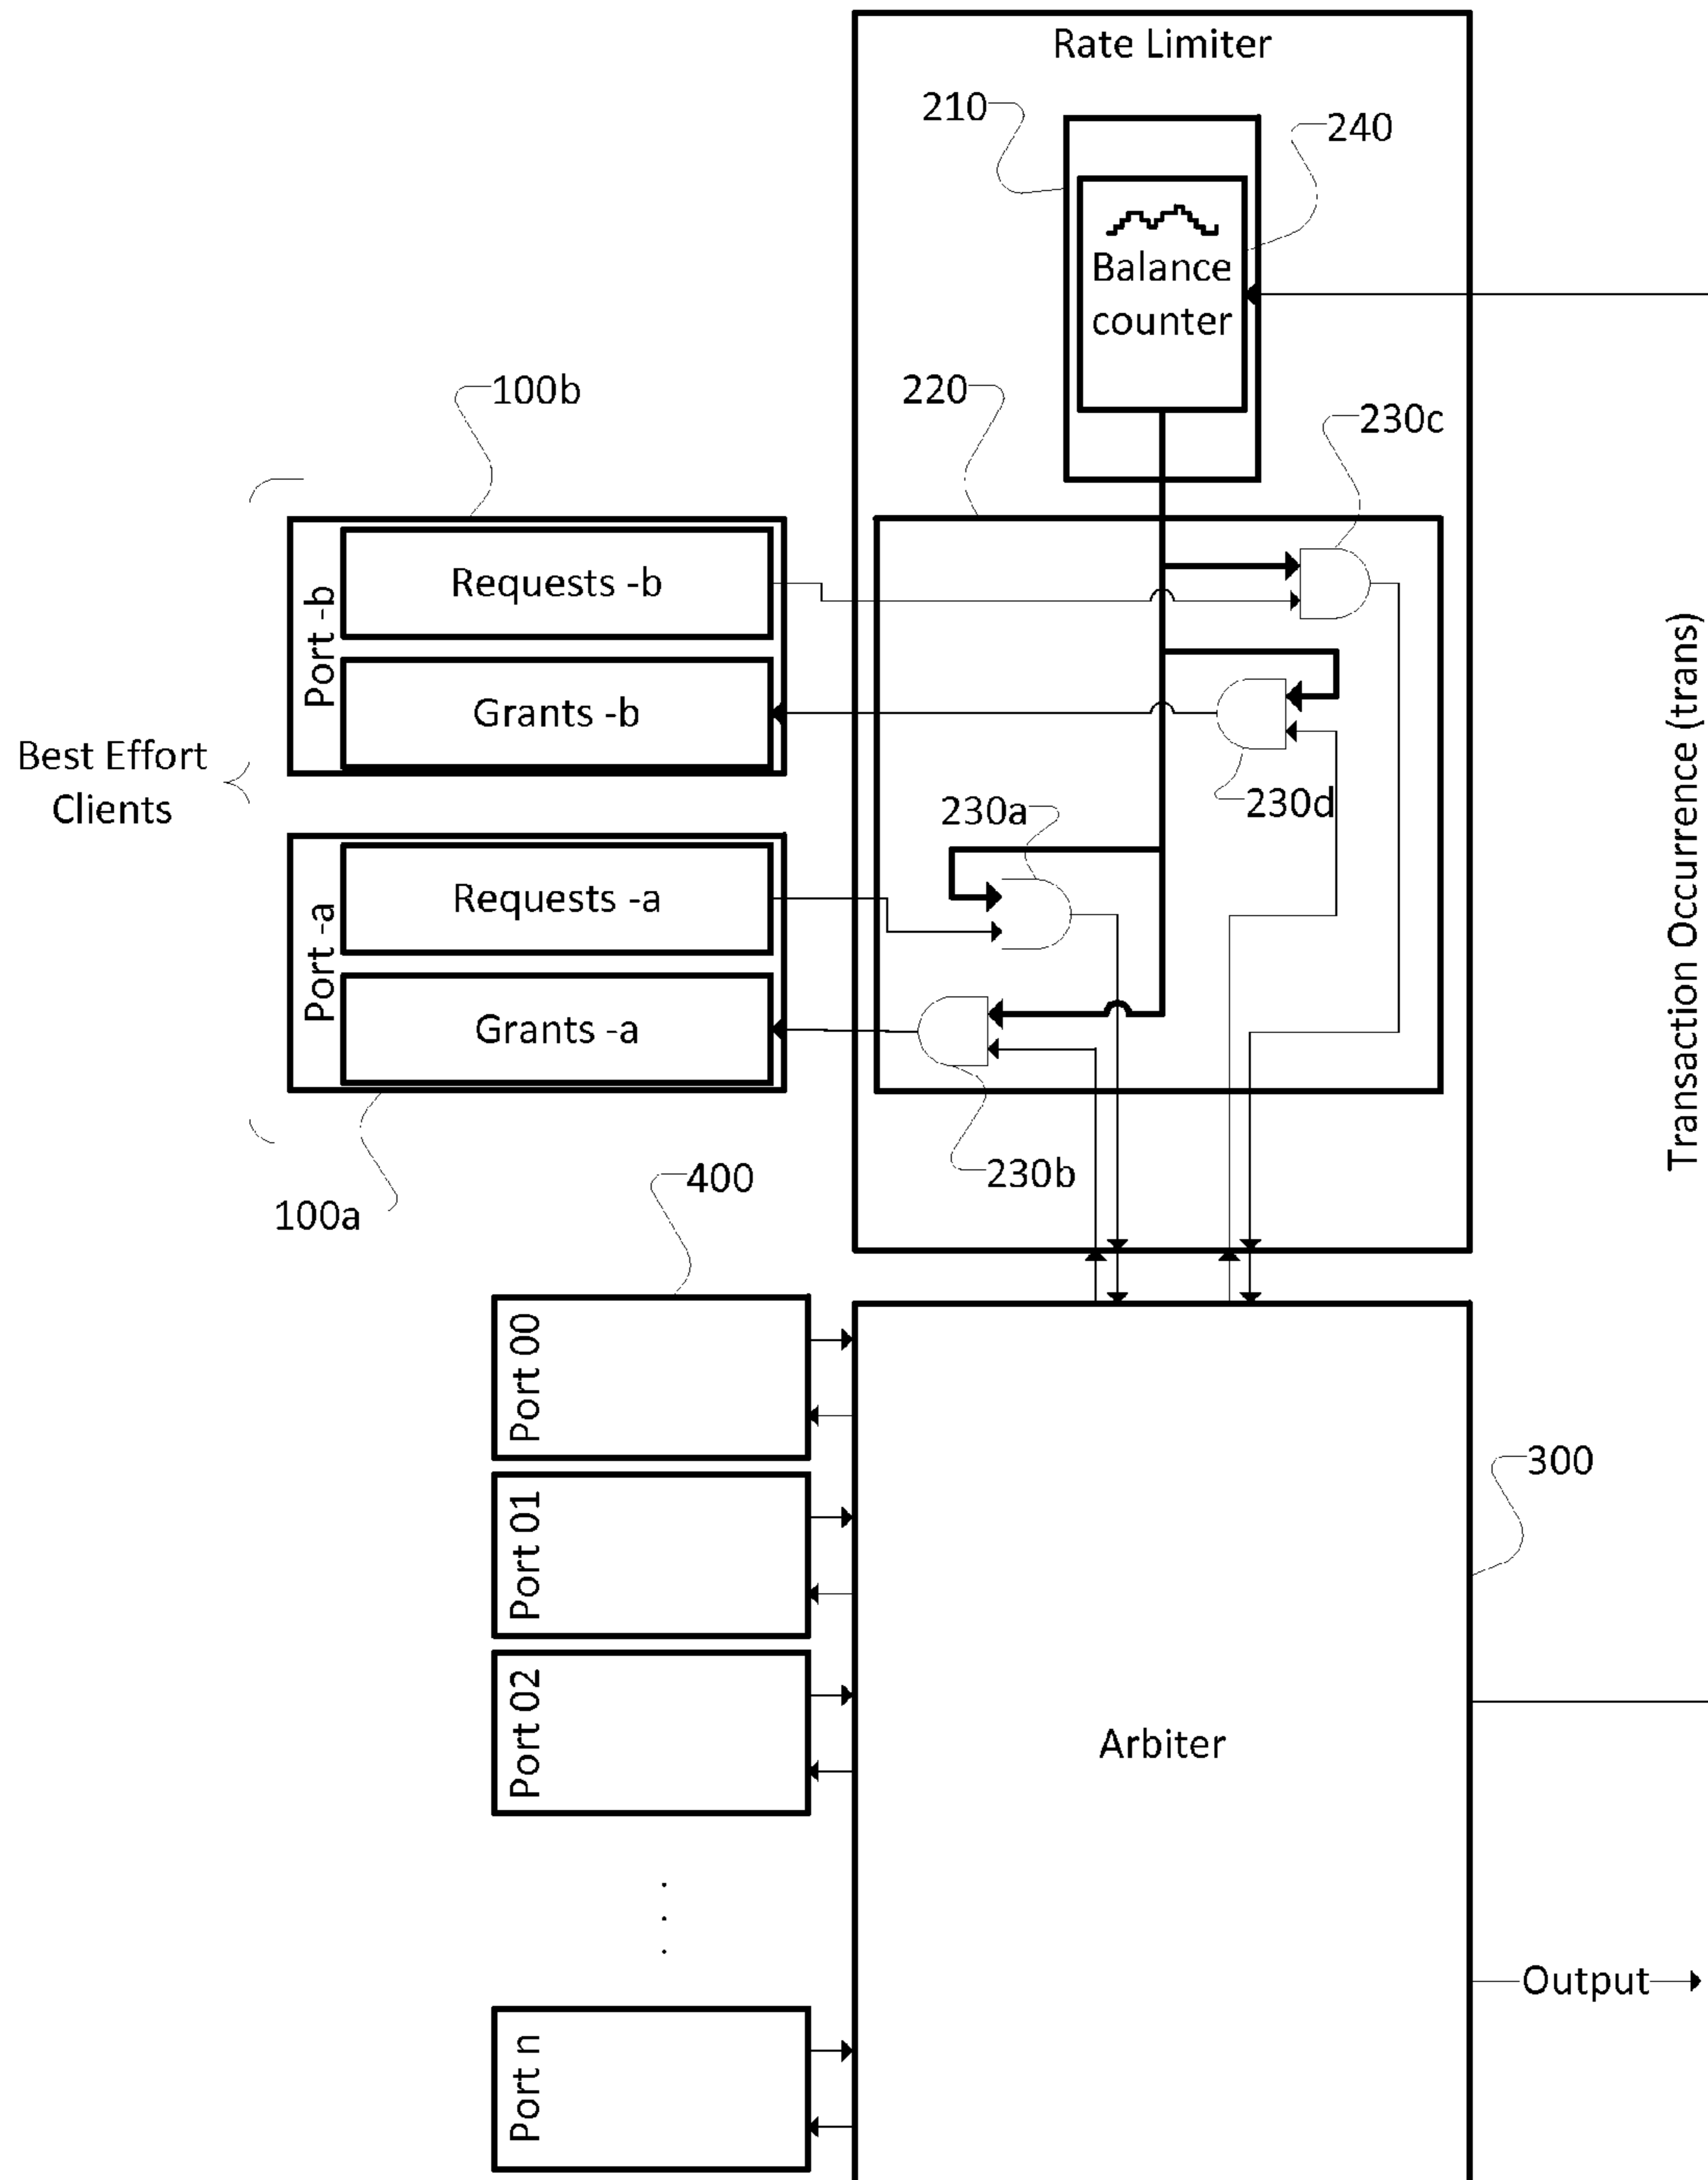 Rate Limiter
210
240
Balance
counter
100b
220
230c
Port -b
Requests -b
Grants -b
Best Effort
Clients
230d
230a
Port -a
Requests -a
Grants -a
Transaction Occurrence (trans)
230b
400
100a
Port 00
300
Port 01
Port 02
Arbiter
.
.
.
Output
Port n